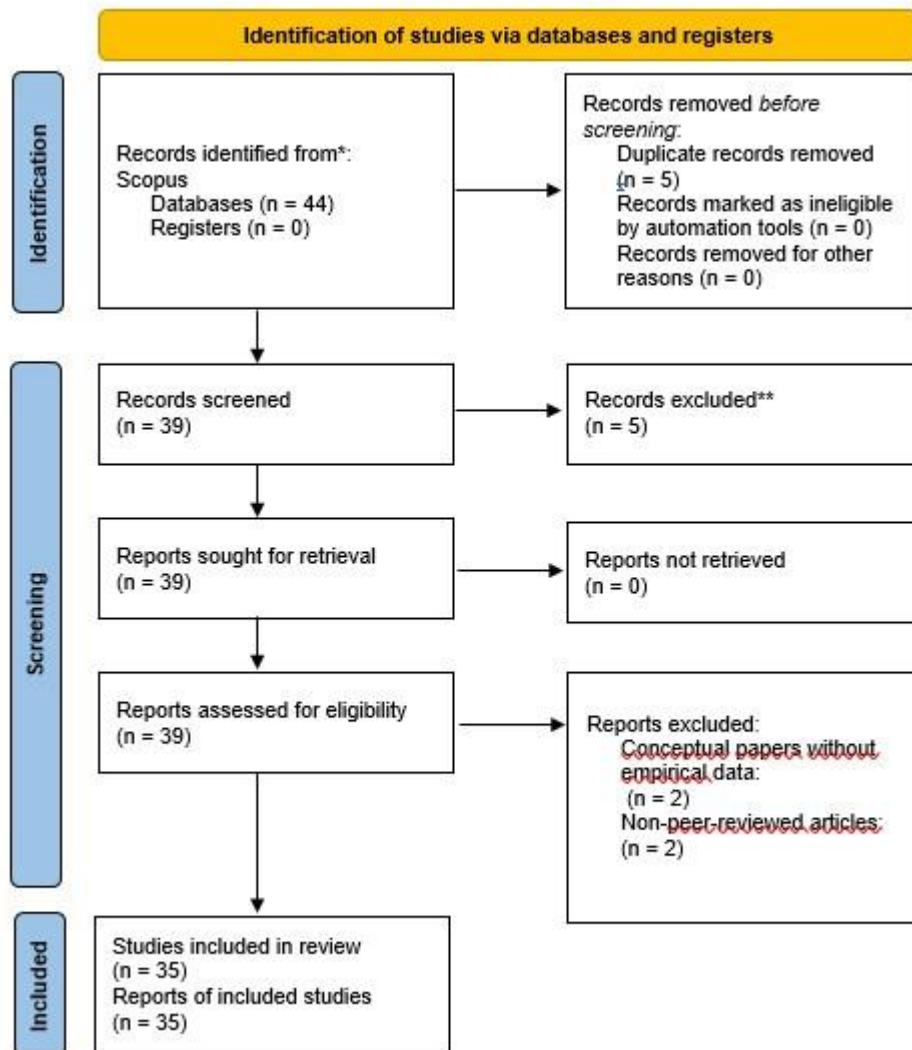 Identification of studies via databases and registers
Identification
Records identified from*:
Scopus
Databases (n = 44)
Registers (n = 0)
Records removed before
screening:
Duplicate records removed
(n = 5)
Records marked as ineligible
by automation tools (n = 0)
Records removed for other
reasons (n = 0)
Screening
Records screened
(n = 39)
Records excluded**
(n = 5)
Reports sought for retrieval
(n = 39)
Reports not retrieved
(n = 0)
Reports assessed for eligibility
(n = 39)
Reports excluded:
Conceptual papers without
empirical data:
(n = 2)
Non-peer-reviewed articles:
(n = 2)
Included
Studies included in review
(n = 35)
Reports of included studies
(n = 35)